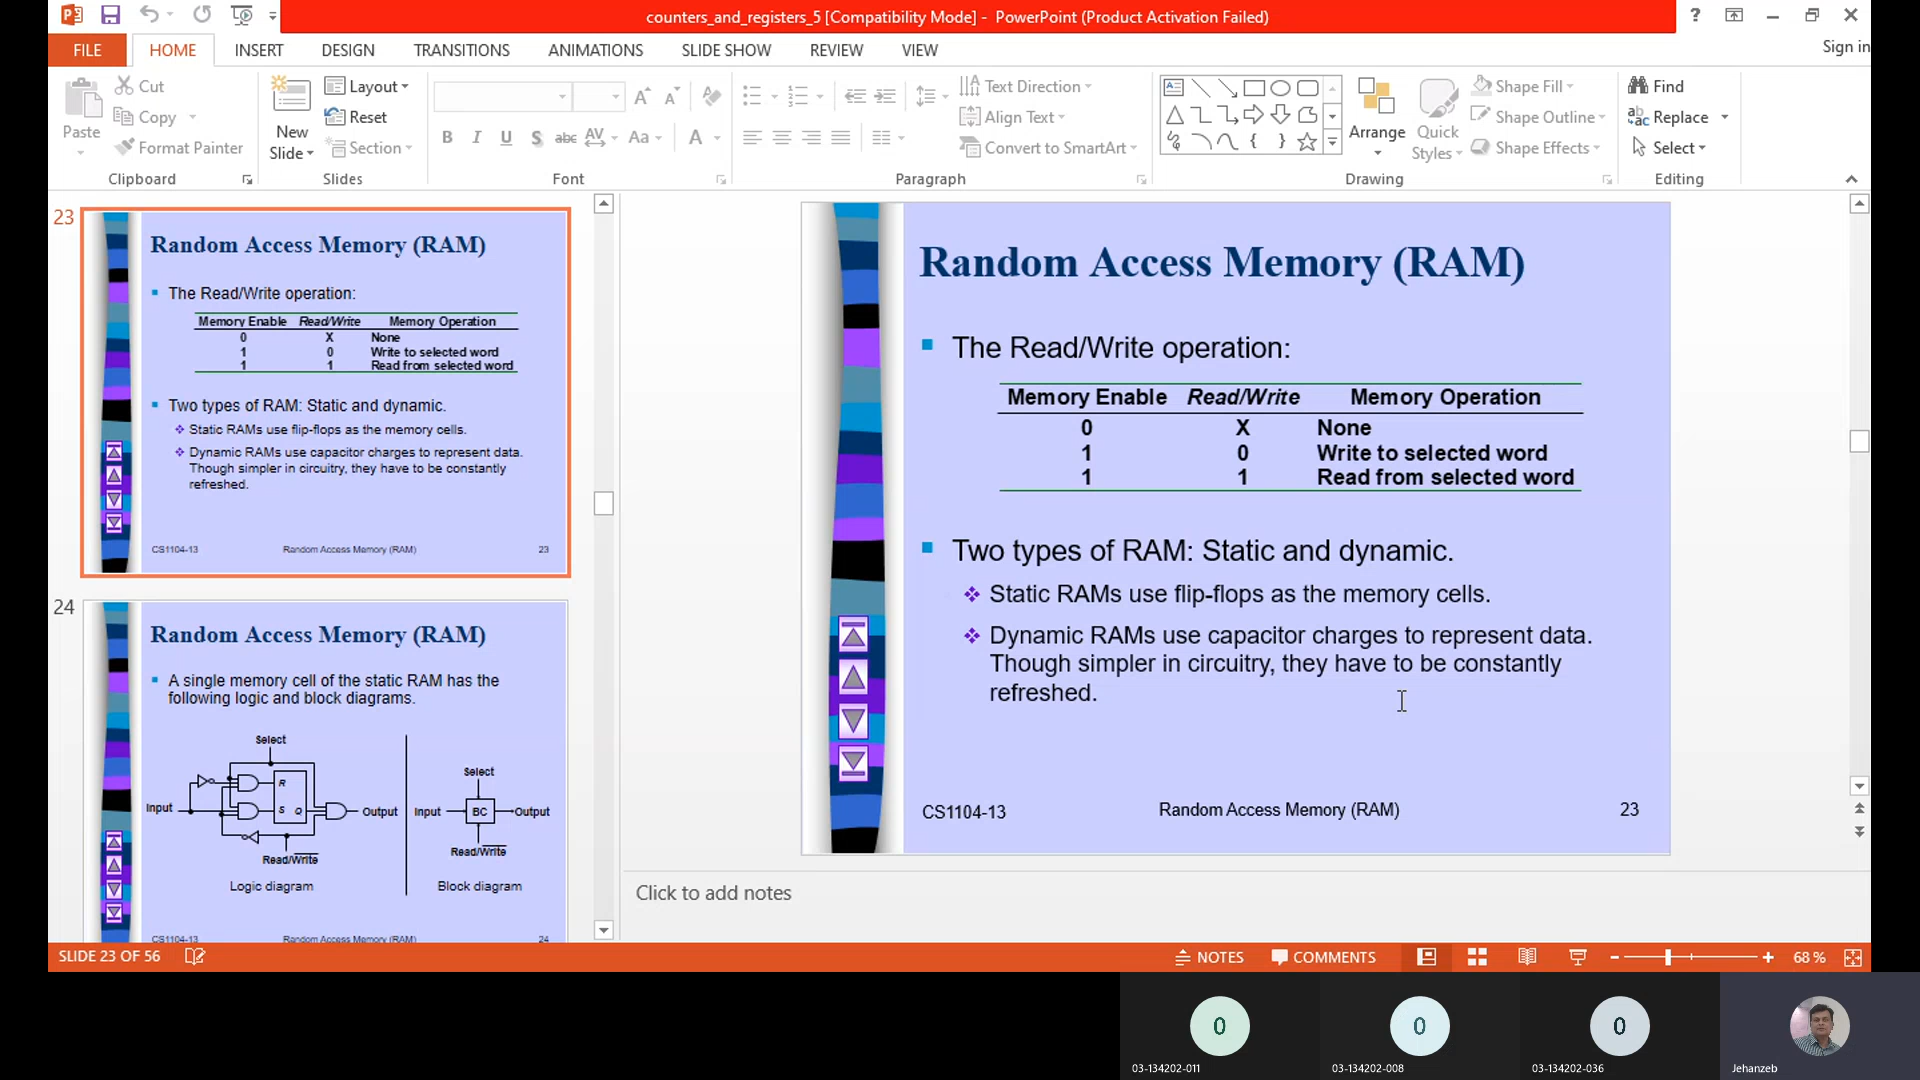 counters_and_registers_5 [Compatibility Mode] - PowerPoint (Product Activation Failed)
?
FILE HOME INSERT DESIGN TRANSITIONS ANIMATIONS SLIDE SHOW REVIEW VIEW
Sign in
Paste
Cut
Copy
Format Painter
Clipboard
New Slide
Layout
Reset
Section
Slides
B I U S abc AV Aa A
Font
Text Direction
Align Text
Convert to SmartArt
Paragraph
Arrange
Quick Styles
Shape Fill
Shape Outline
Shape Effects
Drawing
Find
Replace
Select
Editing
23
Random Access Memory (RAM)
The Read/Write operation:
Memory Enable Read/Write Memory Operation
0 X None
1 0 Write to selected word
1 1 Read from selected word
Two types of RAM: Static and dynamic.
Static RAMs use flip-flops as the memory cells.
Dynamic RAMs use capacitor charges to represent data.
Though simpler in circuitry, they have to be constantly
refreshed.
CS1104-13 Random Access Memory (RAM) 23
24
Random Access Memory (RAM)
A single memory cell of the static RAM has the
following logic and block diagrams.
Select
R
Input S Q Output
Read/Write
Logic diagram
Select
Input BC Output
Read/Write
Block diagram
CS1104-13 Random Access Memory (RAM) 24
Random Access Memory (RAM)
The Read/Write operation:
Memory Enable Read/Write Memory Operation
0 X None
1 0 Write to selected word
1 1 Read from selected word
Two types of RAM: Static and dynamic.
Static RAMs use flip-flops as the memory cells.
Dynamic RAMs use capacitor charges to represent data.
Though simpler in circuitry, they have to be constantly
refreshed.
CS1104-13 Random Access Memory (RAM) 23
Click to add notes
SLIDE 23 OF 56 NOTES COMMENTS 68 %
0 0 0
03-134202-011 03-134202-008 03-134202-036 Jehanzeb